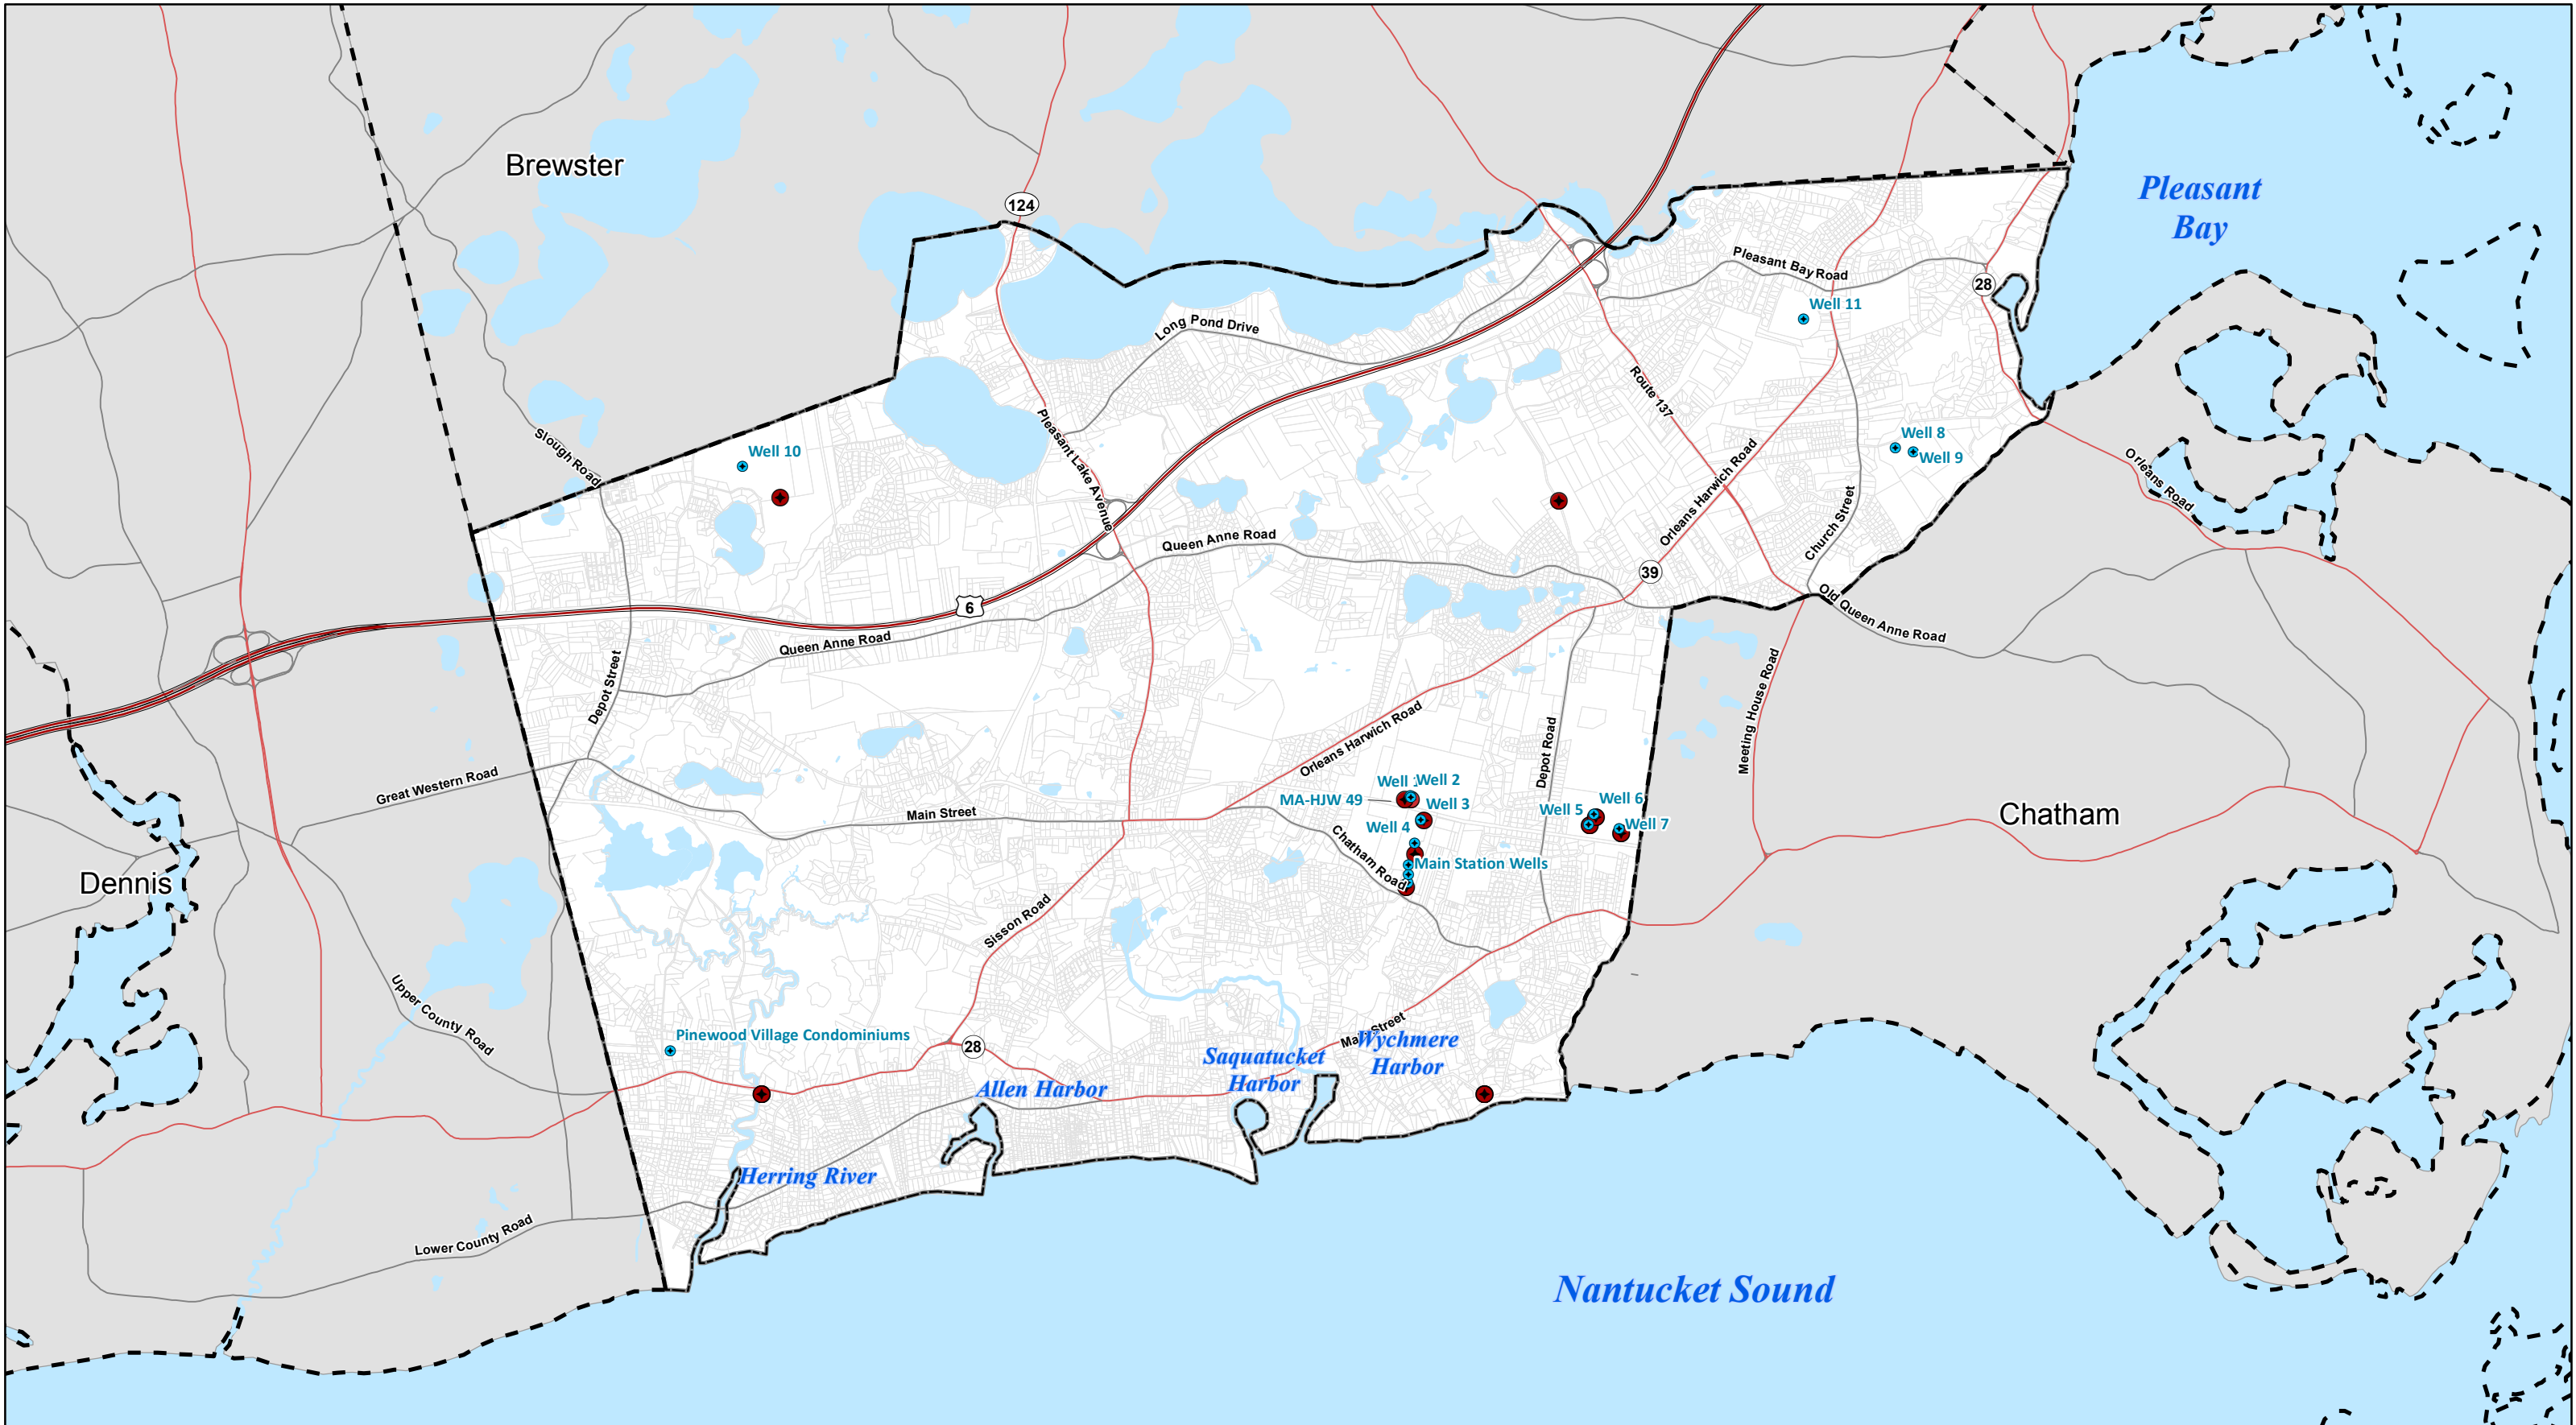 Brewster
124
Pleasant
Bay
Pleasant Bay Road
28
Well 11
Long Pond Drive
Route 137
Pleasant Lake Avenue
Slough Road
Well 10
Well 8
Well 9
Orleans Harwich Road
Orleans Road
Church Street
Queen Anne Road
39
6
Old Queen Anne Road
Queen Anne Road
Depot Street
Meeting House Road
Orleans Harwich Road
Depot Road
Great Western Road
Well
Well 2
MA-HJW 49
Well 3
Well 6
Well 5
Main Street
Well 4
Well 7
Chatham
Chatham Road
Main Station Wells
Dennis
Sisson Road
Upper County Road
Pinewood Village Condominiums
28
Main Street
Wychmere
Harbor
Saquatucket
Harbor
Allen Harbor
Herring River
Lower County Road
Nantucket Sound